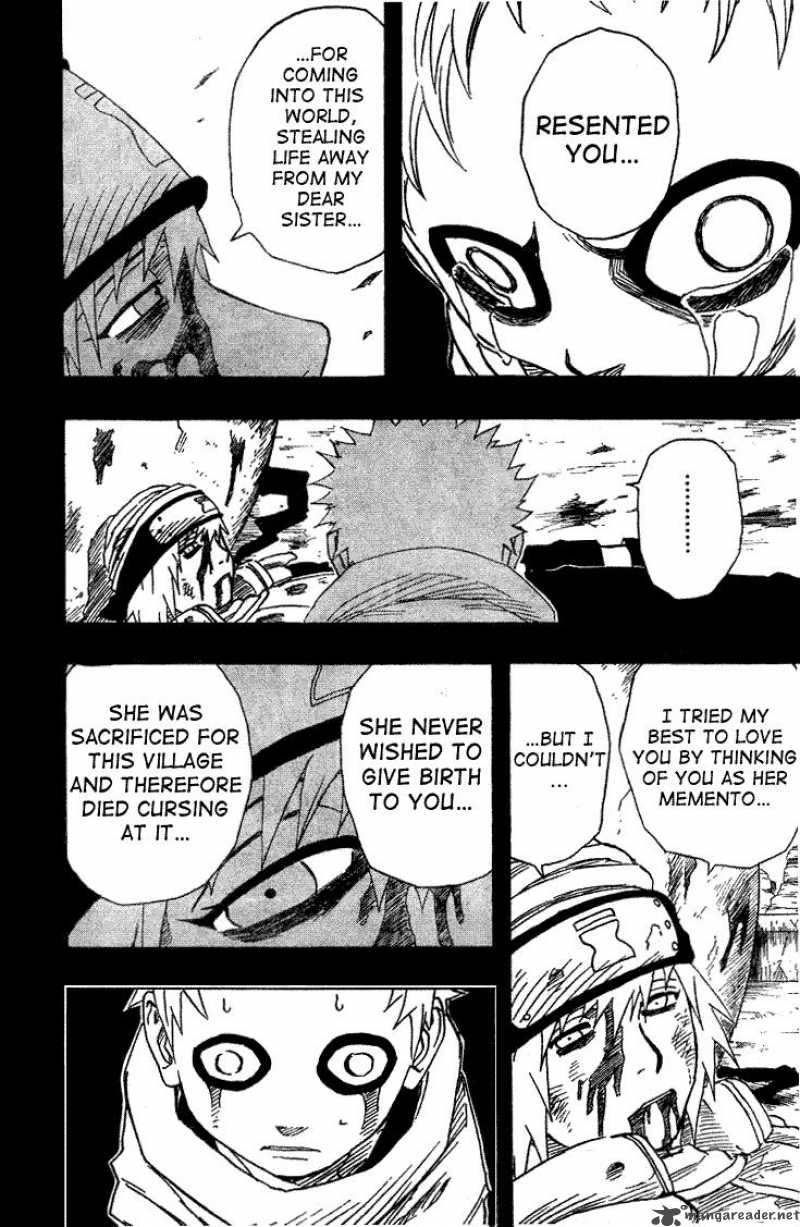 RESENTED
YOU...
...FOR
COMING
INTO THIS
WORLD,
STEALING
LIFE AWAY
FROM MY
DEAR
SISTER...
..........
I TRIED MY
BEST TO LOVE
YOU BY THINKING
OF YOU AS HER
MEMENTO...
...BUT I
COULDN'T
...
SHE NEVER
WISHED TO
GIVE BIRTH
TO YOU...
SHE WAS
SACRIFICED FOR
THIS VILLAGE
AND THEREFORE
DIED CURSING
AT IT...
mangareader.net